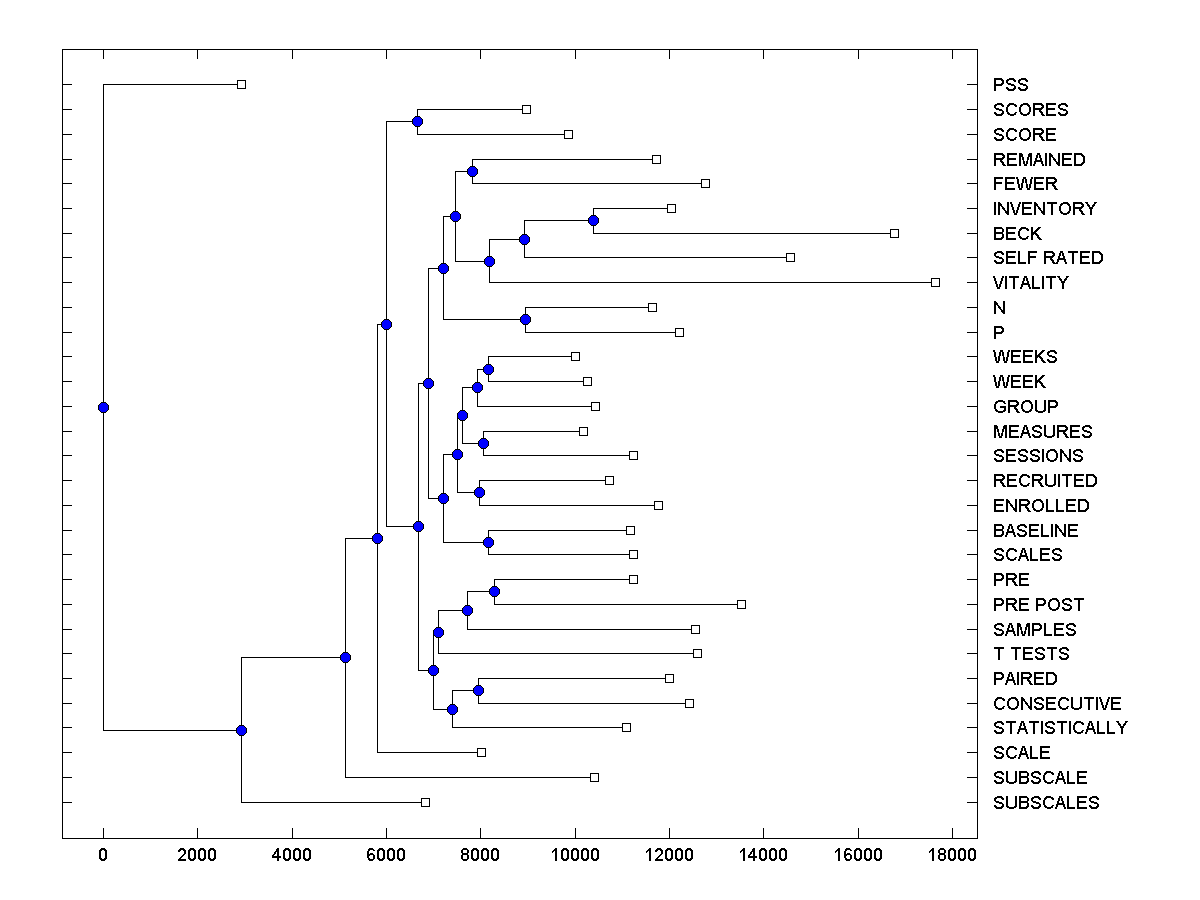 PSS
SCORES
SCORE
REMAINED
FEWER
INVENTORY
BECK
SELF RATED
VITALITY
N
P
WEEKS
WEEK
GROUP
MEASURES
SESSIONS
RECRUITED
ENROLLED
BASELINE
SCALES
PRE
PRE POST
SAMPLES
T TESTS
PAIRED
CONSECUTIVE
STATISTICALLY
SCALE
SUBSCALE
SUBSCALES
0 2000 4000 6000 8000 10000 12000 14000 16000 18000